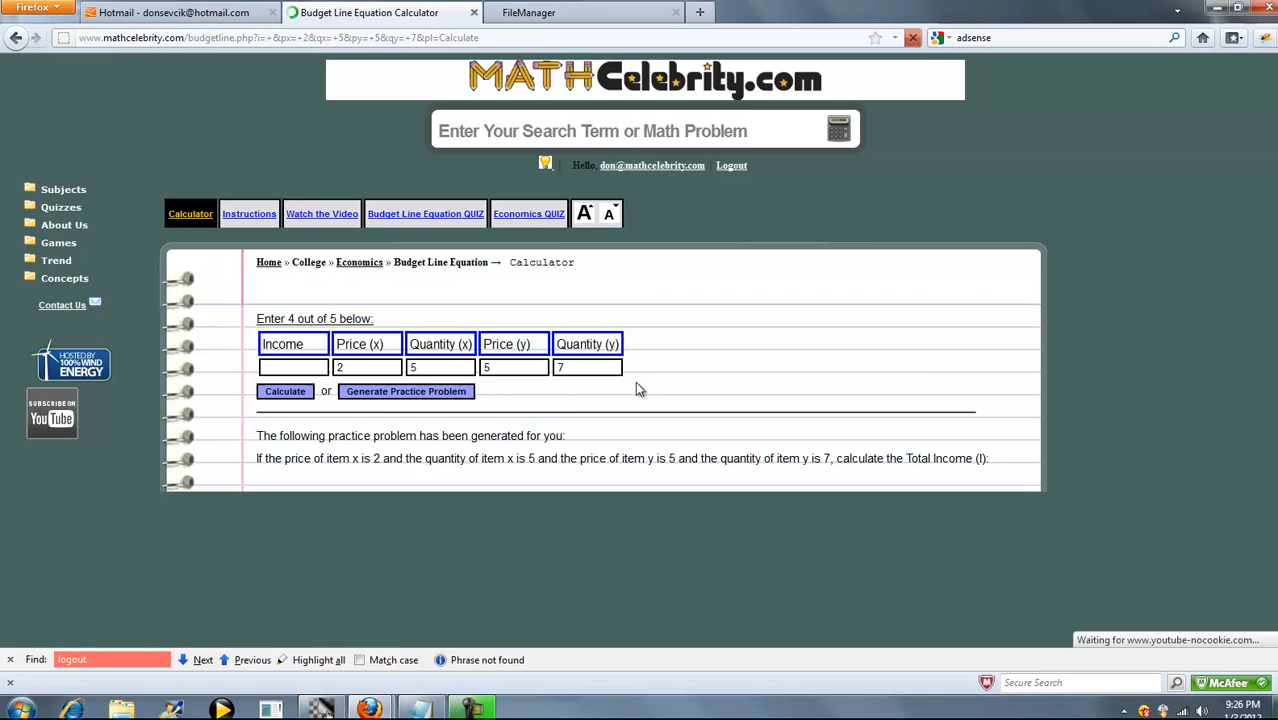 Firefox
Hotmail - donsevcik@hotmail.com
Budget Line Equation Calculator
FileManager
www.mathcelebrity.com/budgetline.php?i=+&px=+2&qx=+5&py=+5&qy=+7&pl=Calculate
adsense
MATHCelebrity.com
Enter Your Search Term or Math Problem
Hello, don@mathcelebrity.com | Logout
Subjects
Quizzes
About Us
Games
Trend
Concepts
Contact Us
HOSTED BY
100% WIND
ENERGY
SUBSCRIBE ON
YouTube
Calculator
Instructions
Watch the Video
Budget Line Equation QUIZ
Economics QUIZ
A A
Home » College » Economics » Budget Line Equation → Calculator
Enter 4 out of 5 below:
Income Price (x) Quantity (x) Price (y) Quantity (y)
2 5 5 7
Calculate or Generate Practice Problem
The following practice problem has been generated for you:
If the price of item x is 2 and the quantity of item x is 5 and the price of item y is 5 and the quantity of item y is 7, calculate the Total Income (I):
Waiting for www.youtube-nocookie.com...
× Find: logout Next Previous Highlight all Match case Phrase not found
× Secure Search McAfee
9:26 PM